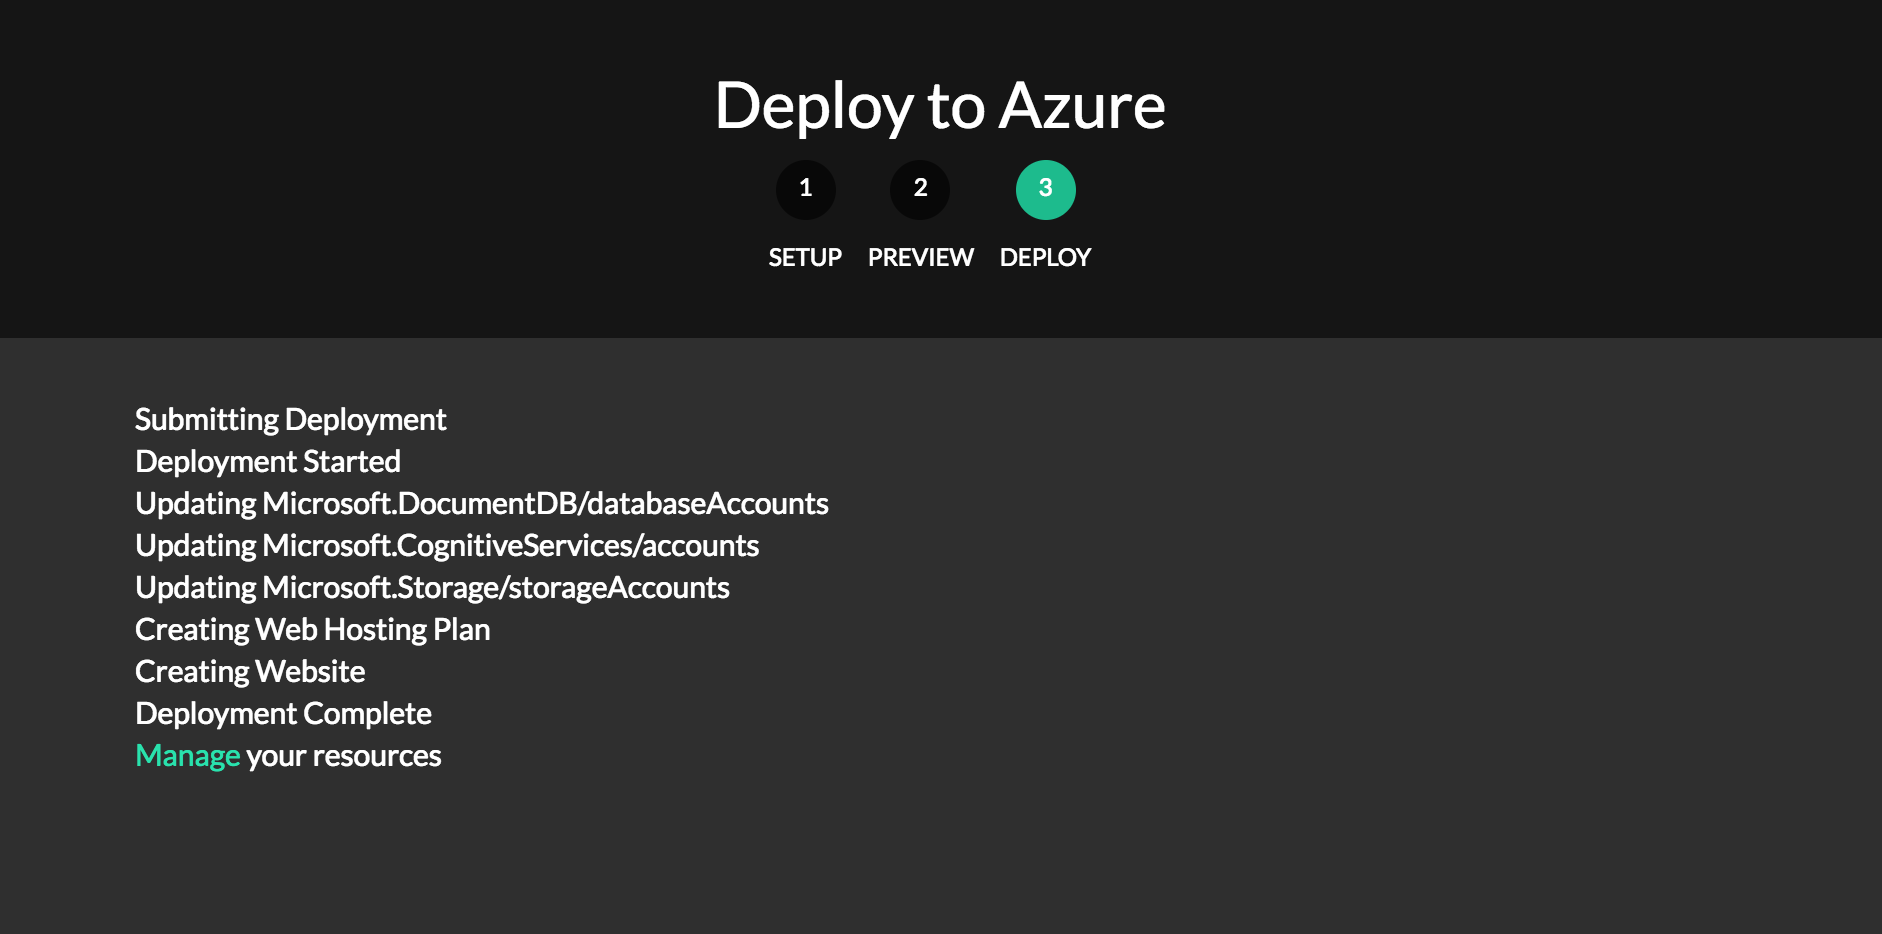 Deploy to Azure
1 2 3
SETUP PREVIEW DEPLOY
Submitting Deployment
Deployment Started
Updating Microsoft.DocumentDB/databaseAccounts
Updating Microsoft.CognitiveServices/accounts
Updating Microsoft.Storage/storageAccounts
Creating Web Hosting Plan
Creating Website
Deployment Complete
Manage your resources